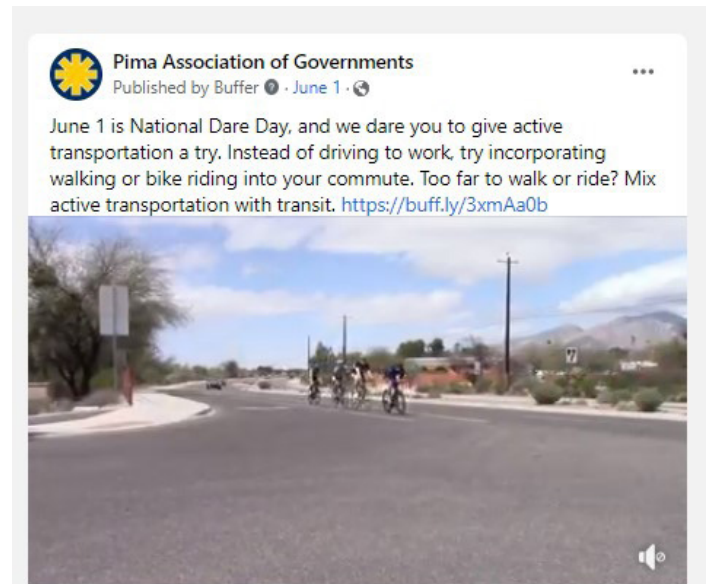 Pima Association of Governments
Published by Buffer · June 1 ·
June 1 is National Dare Day, and we dare you to give active
transportation a try. Instead of driving to work, try incorporating
walking or bike riding into your commute. Too far to walk or ride? Mix
active transportation with transit. https://buff.ly/3xmAa0b